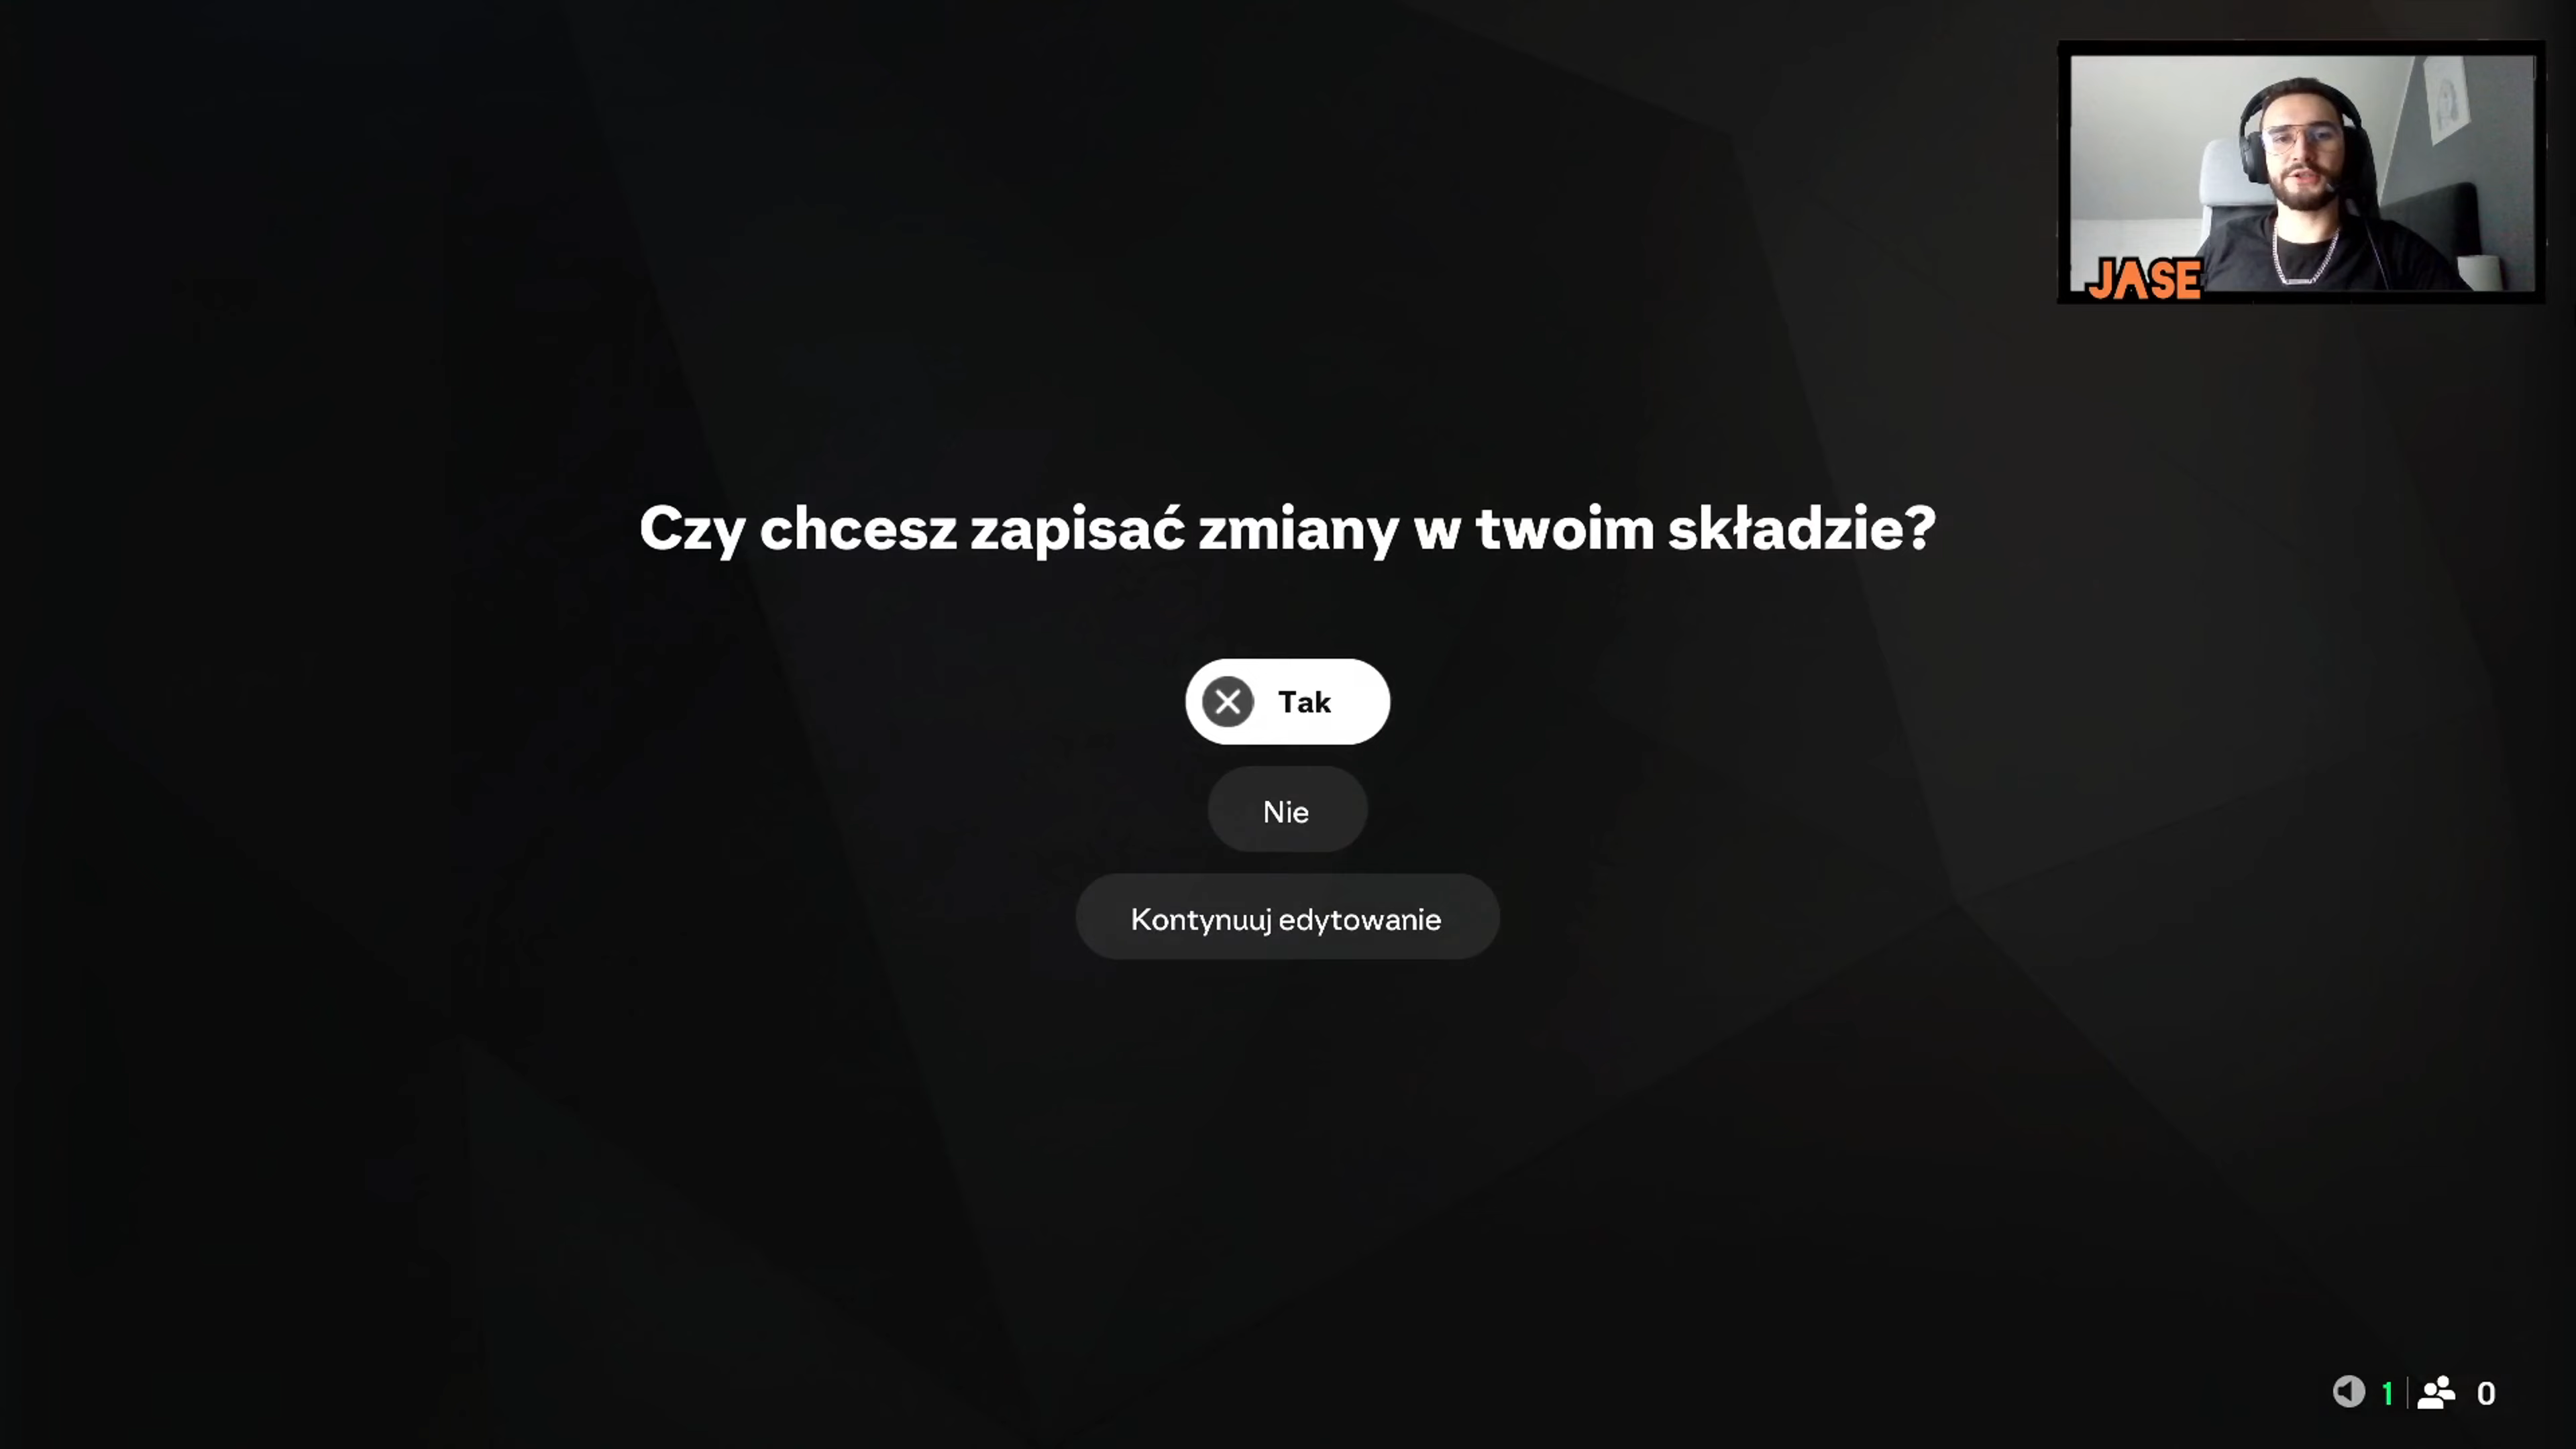 JASE
Czy chcesz zapisać zmiany w twoim składzie?
Tak
Nie
Kontynuuj edytowanie
1 0